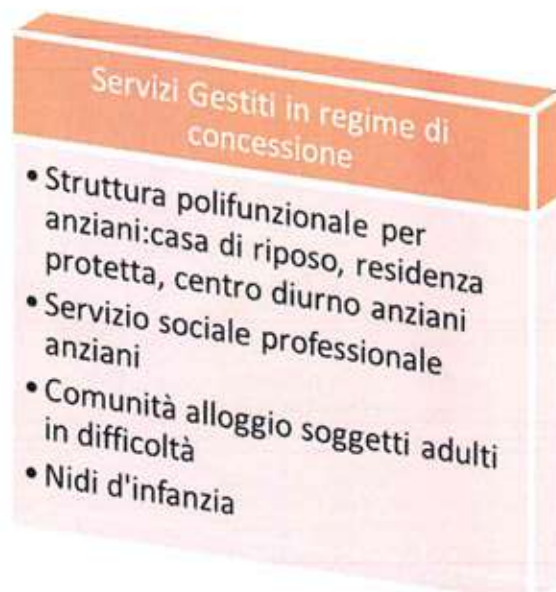 Servizi Gestiti in regime di
concessione
• Struttura polifunzionale per
anziani:casa di riposo, residenza
protetta, centro diurno anziani
• Servizio sociale professionale
anziani
• Comunità alloggio soggetti adulti
in difficoltà
• Nidi d'infanzia